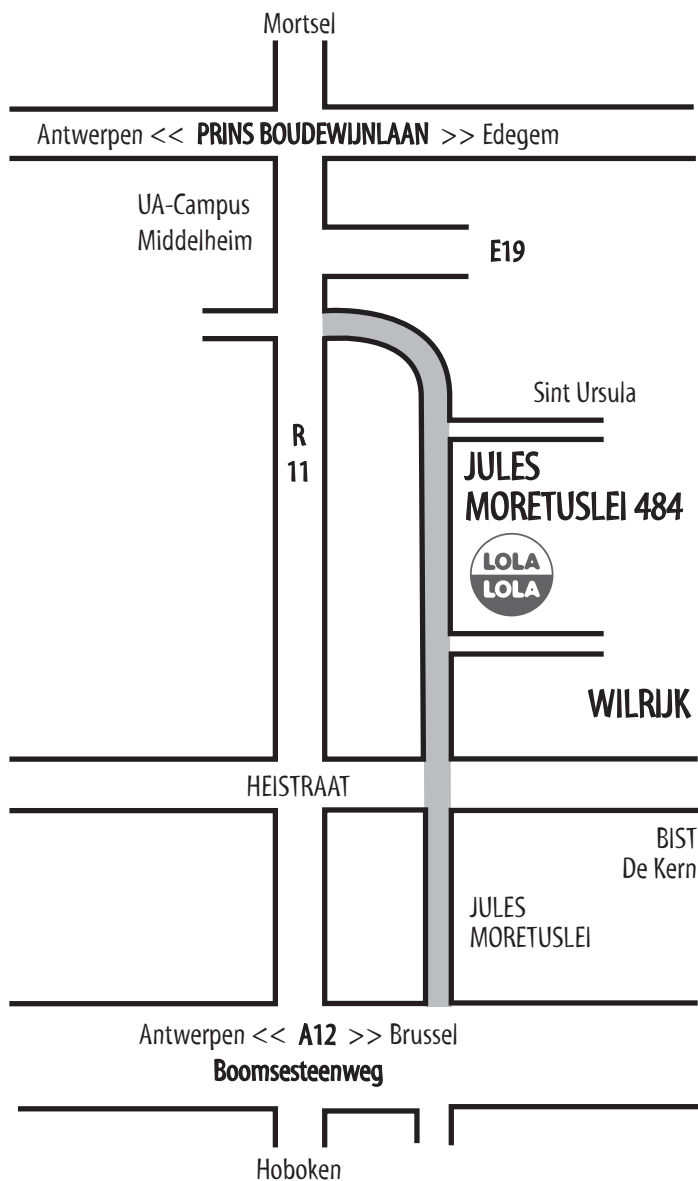 Mortsel
Antwerpen << PRINS BOUDEWIJNLAAN >> Edegem
UA-Campus
Middelheim
E19
Sint Ursula
R
11
JULES
MORETUSLEI 484
LOLA
LOLA
WILRIJK
HEISTRAAT
BIST
De Kern
JULES
MORETUSLEI
Antwerpen << A12 >> Brussel
Boomsesteenweg
Hoboken